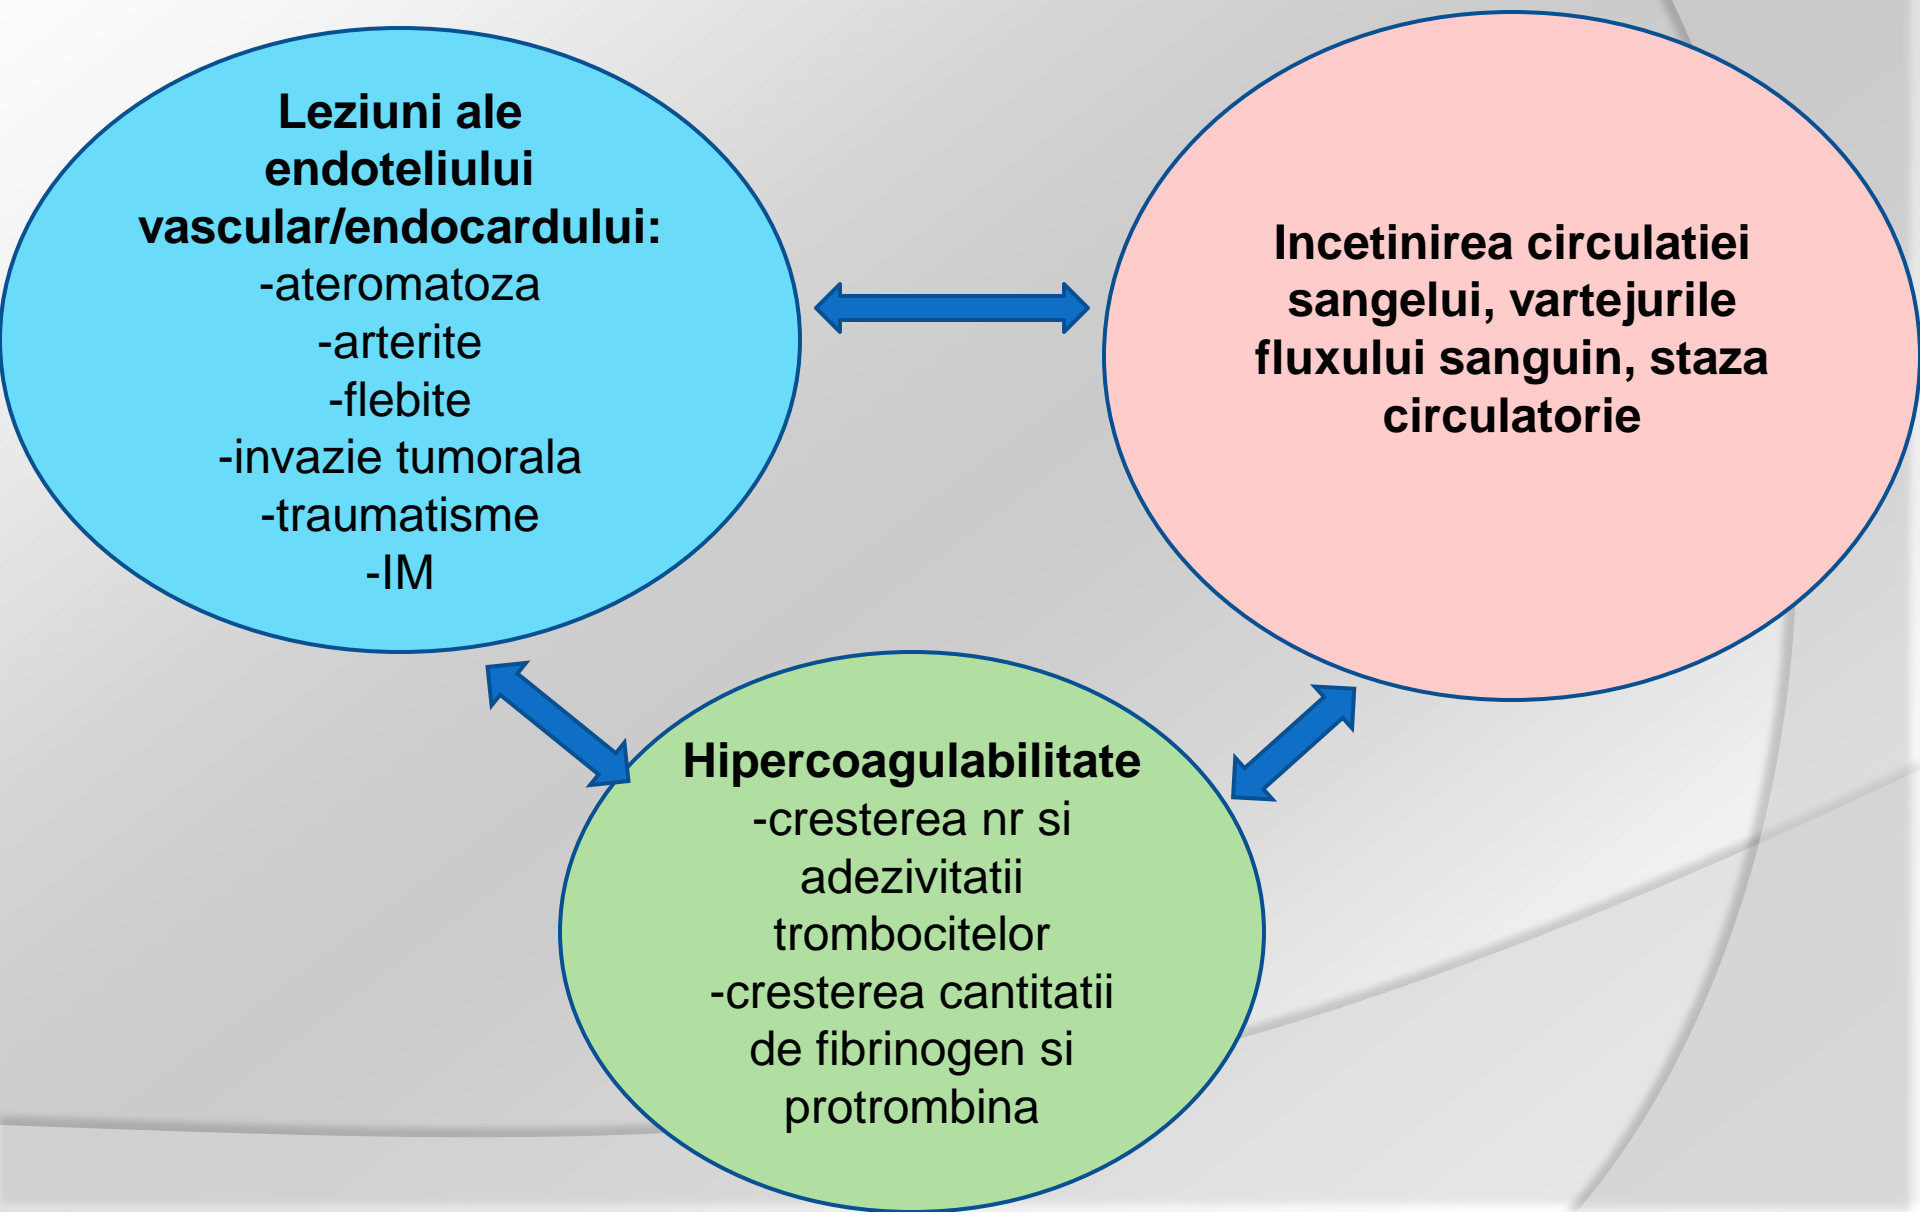 Leziuni ale
endoteliului
vascular/endocardului:
-ateromatoza
-arterite
-flebite
-invazie tumorala
-traumatisme
-IM
Incetinirea circulatiei
sangelui, vartejurile
fluxului sanguin, staza
circulatorie
Hipercoagulabilitate
-cresterea nr si
adezivitatii
trombocitelor
-cresterea cantitatii
de fibrinogen si
protrombina